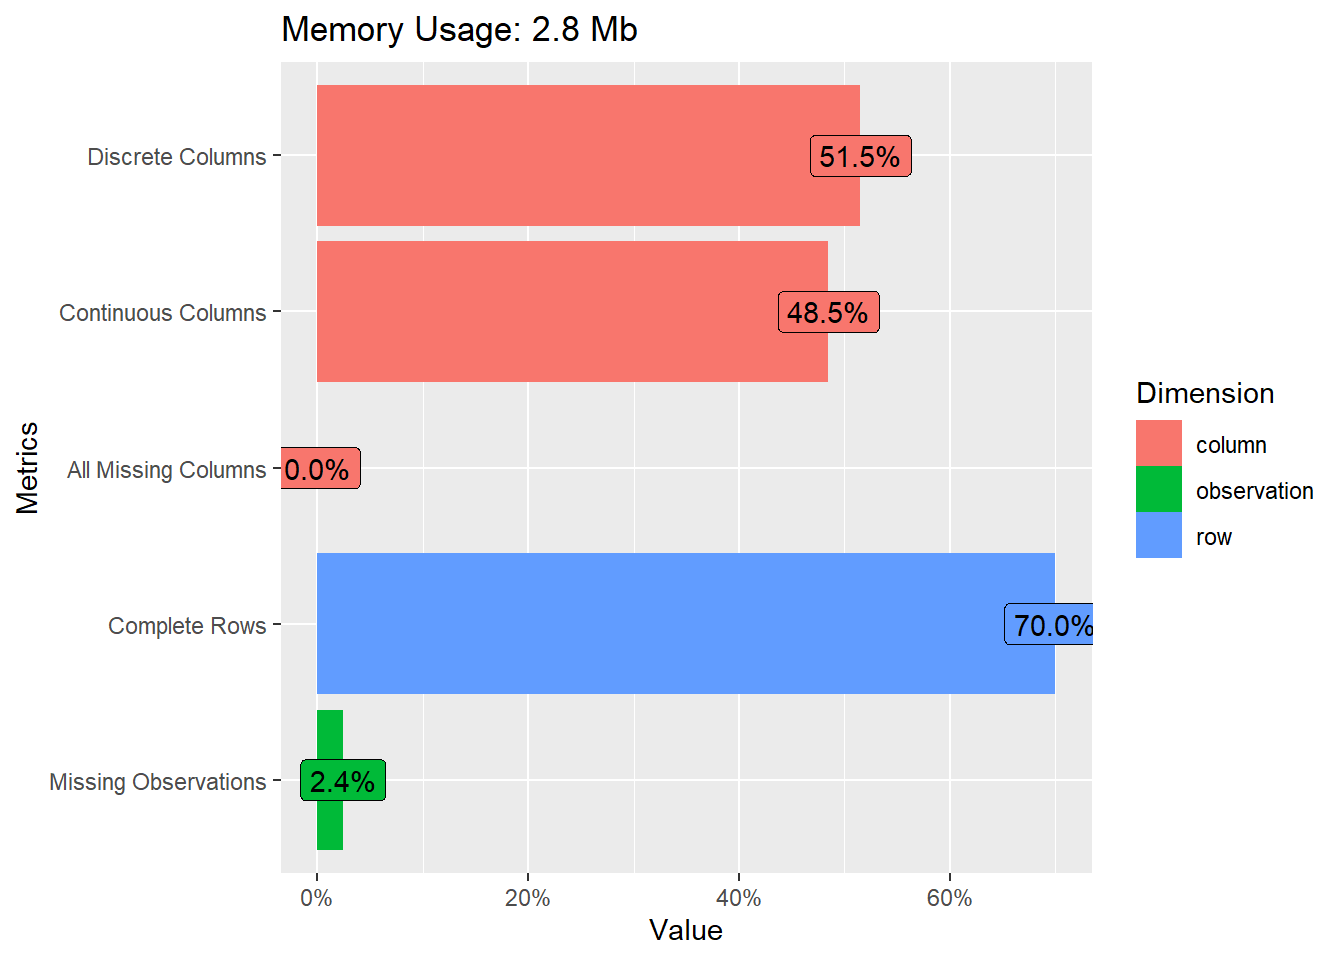 Memory Usage: 2.8 Mb
Discrete Columns
51.5%
Continuous Columns
48.5%
All Missing Columns
0.0%
Complete Rows
70.0%
Missing Observations
2.4%
Metrics
0%
20%
40%
60%
Value
Dimension
column
observation
row